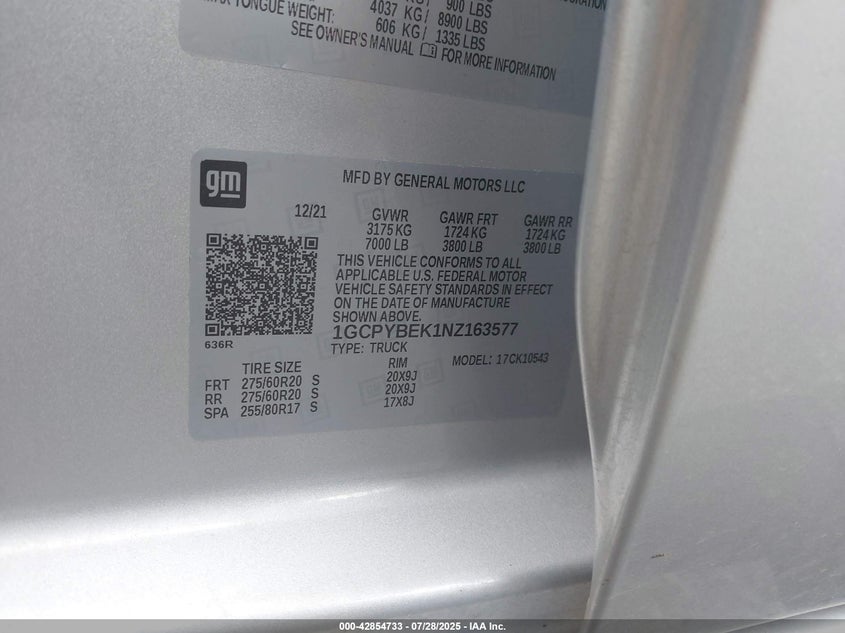 900 LBS
4037 KG / 8900 LBS
TONGUE WEIGHT: 606 KG / 1335 LBS
SEE OWNER'S MANUAL FOR MORE INFORMATION
gm
MFD BY GENERAL MOTORS LLC
12/21 GVWR GAWR FRT GAWR RR
3175 KG 1724 KG 1724 KG
7000 LB 3800 LB 3800 LB
THIS VEHICLE CONFORMS TO ALL
APPLICABLE U.S. FEDERAL MOTOR
VEHICLE SAFETY STANDARDS IN EFFECT
ON THE DATE OF MANUFACTURE
SHOWN ABOVE.
1GCPYBEK1NZ163577
636R
TYPE: TRUCK MODEL: 17CK10543
TIRE SIZE RIM
FRT 275/60R20 S 20X9J
RR 275/60R20 S 20X9J
SPA 255/80R17 S 17X8J
000-42854733 - 07/28/2025 - IAA Inc.